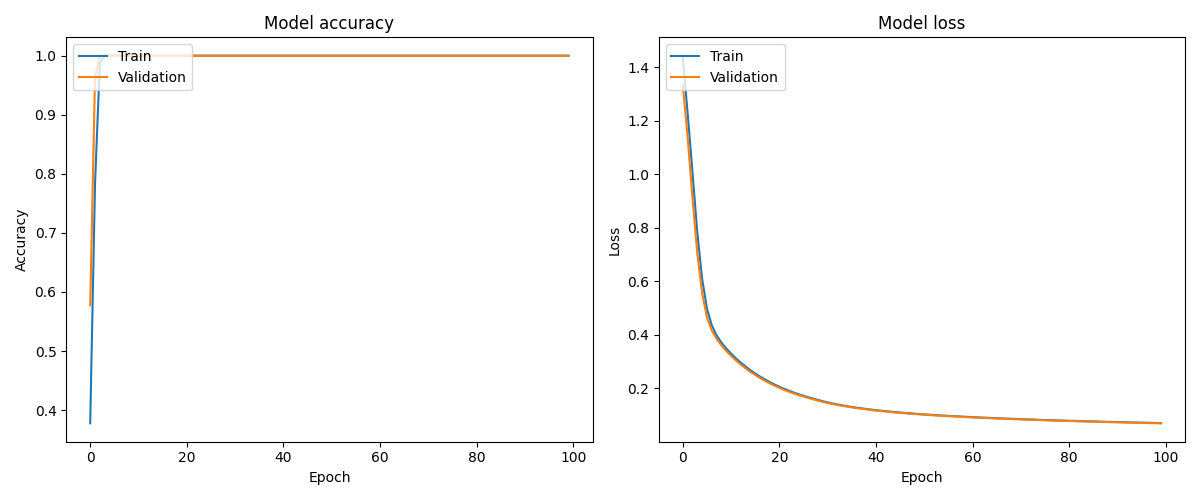 Model accuracy
Train
Validation
1.0
0.9
0.8
0.7
0.6
0.5
0.4
Accuracy
0 20 40 60 80 100
Epoch
Model loss
Train
Validation
1.4
1.2
1.0
0.8
0.6
0.4
0.2
Loss
0 20 40 60 80 100
Epoch